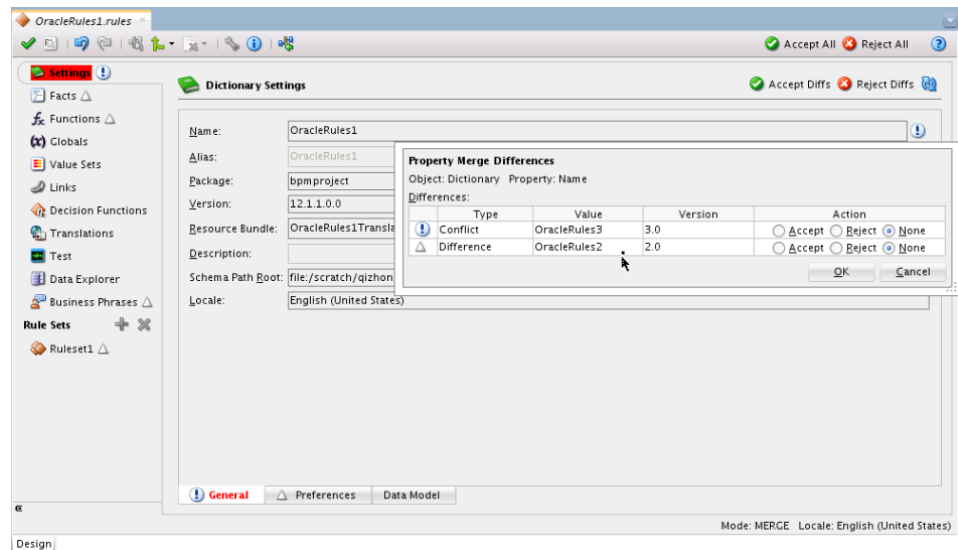 OracleRules1.rules
Accept All Reject All
Settings
Facts
Functions
Globals
Value Sets
Links
Decision Functions
Translations
Test
Data Explorer
Business Phrases
Rule Sets
Ruleset1
Dictionary Settings
Accept Diffs Reject Diffs
Name: OracleRules1
Alias: OracleRules1
Package: bpmproject
Version: 12.1.1.0.0
Resource Bundle: OracleRules1Transla
Description:
Schema Path Root: file:/scratch/qizhon
Locale: English (United States)
Property Merge Differences
Object: Dictionary Property: Name
Differences:
Type Value Version Action
Conflict OracleRules3 3.0 Accept Reject None
Difference OracleRules2 2.0 Accept Reject None
OK Cancel
General Preferences Data Model
Mode: MERGE Locale: English (United States)
Design